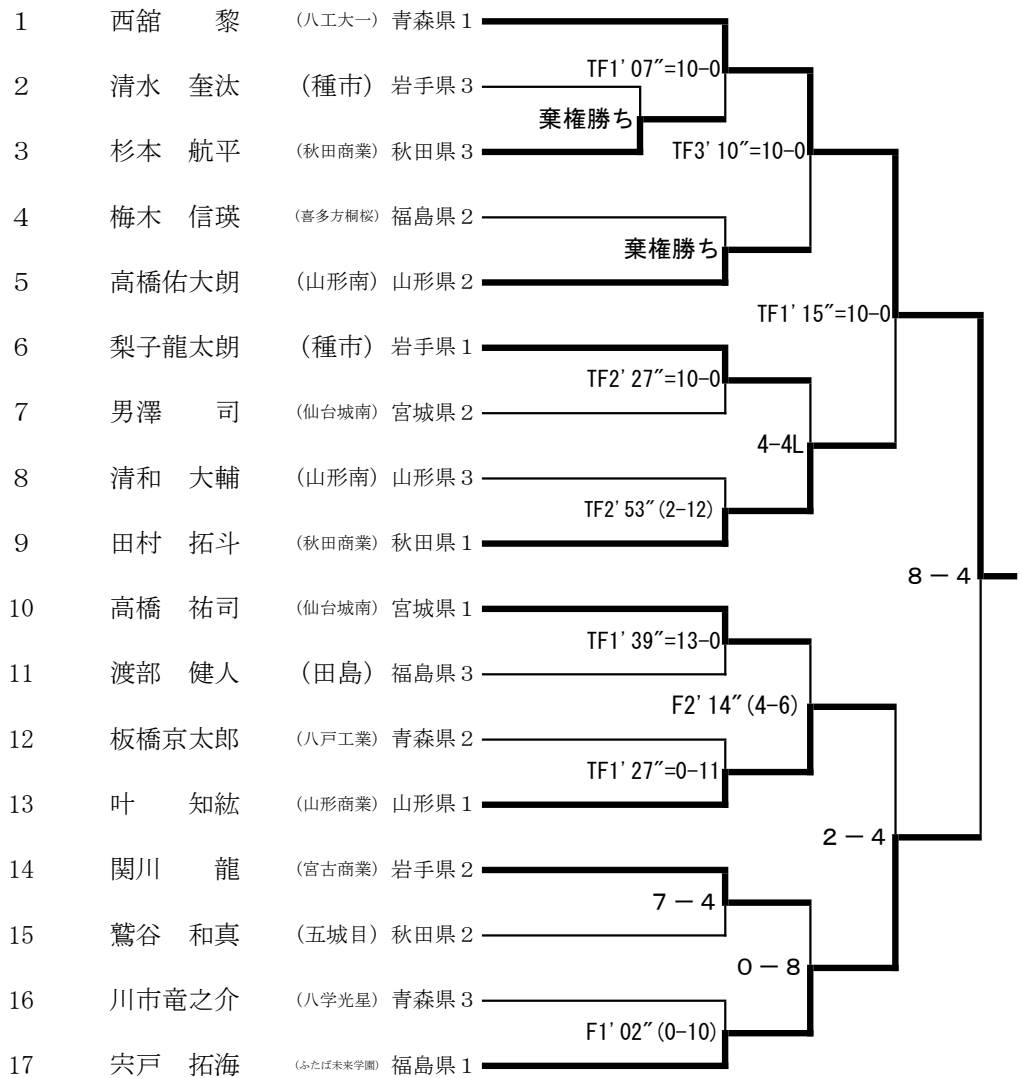 1 西舘 黎 (八工大一) 青森県 1
TF1'07"=10-0
2 清水 奎汰 (種市) 岩手県 3
棄権勝ち
3 杉本 航平 (秋田商業) 秋田県 3
TF3'10"=10-0
4 梅木 信瑛 (喜多方桐桜) 福島県 2
棄権勝ち
5 高橋佑大朗 (山形南) 山形県 2
TF1'15"=10-0
6 梨子龍太朗 (種市) 岩手県 1
TF2'27"=10-0
7 男澤 司 (仙台城南) 宮城県 2
4-4L
8 清和 大輔 (山形南) 山形県 3
TF2'53"(2-12)
9 田村 拓斗 (秋田商業) 秋田県 1
8－4
10 高橋 祐司 (仙台城南) 宮城県 1
TF1'39"=13-0
11 渡部 健人 (田島) 福島県 3
F2'14"(4-6)
12 板橋京太郎 (八戸工業) 青森県 2
TF1'27"=0-11
13 叶 知紘 (山形商業) 山形県 1
2－4
14 関川 龍 (宮古商業) 岩手県 2
7－4
15 鷲谷 和真 (五城目) 秋田県 2
0－8
16 川市竜之介 (八学光星) 青森県 3
F1'02"(0-10)
17 宍戸 拓海 (ふたば未来学園) 福島県 1